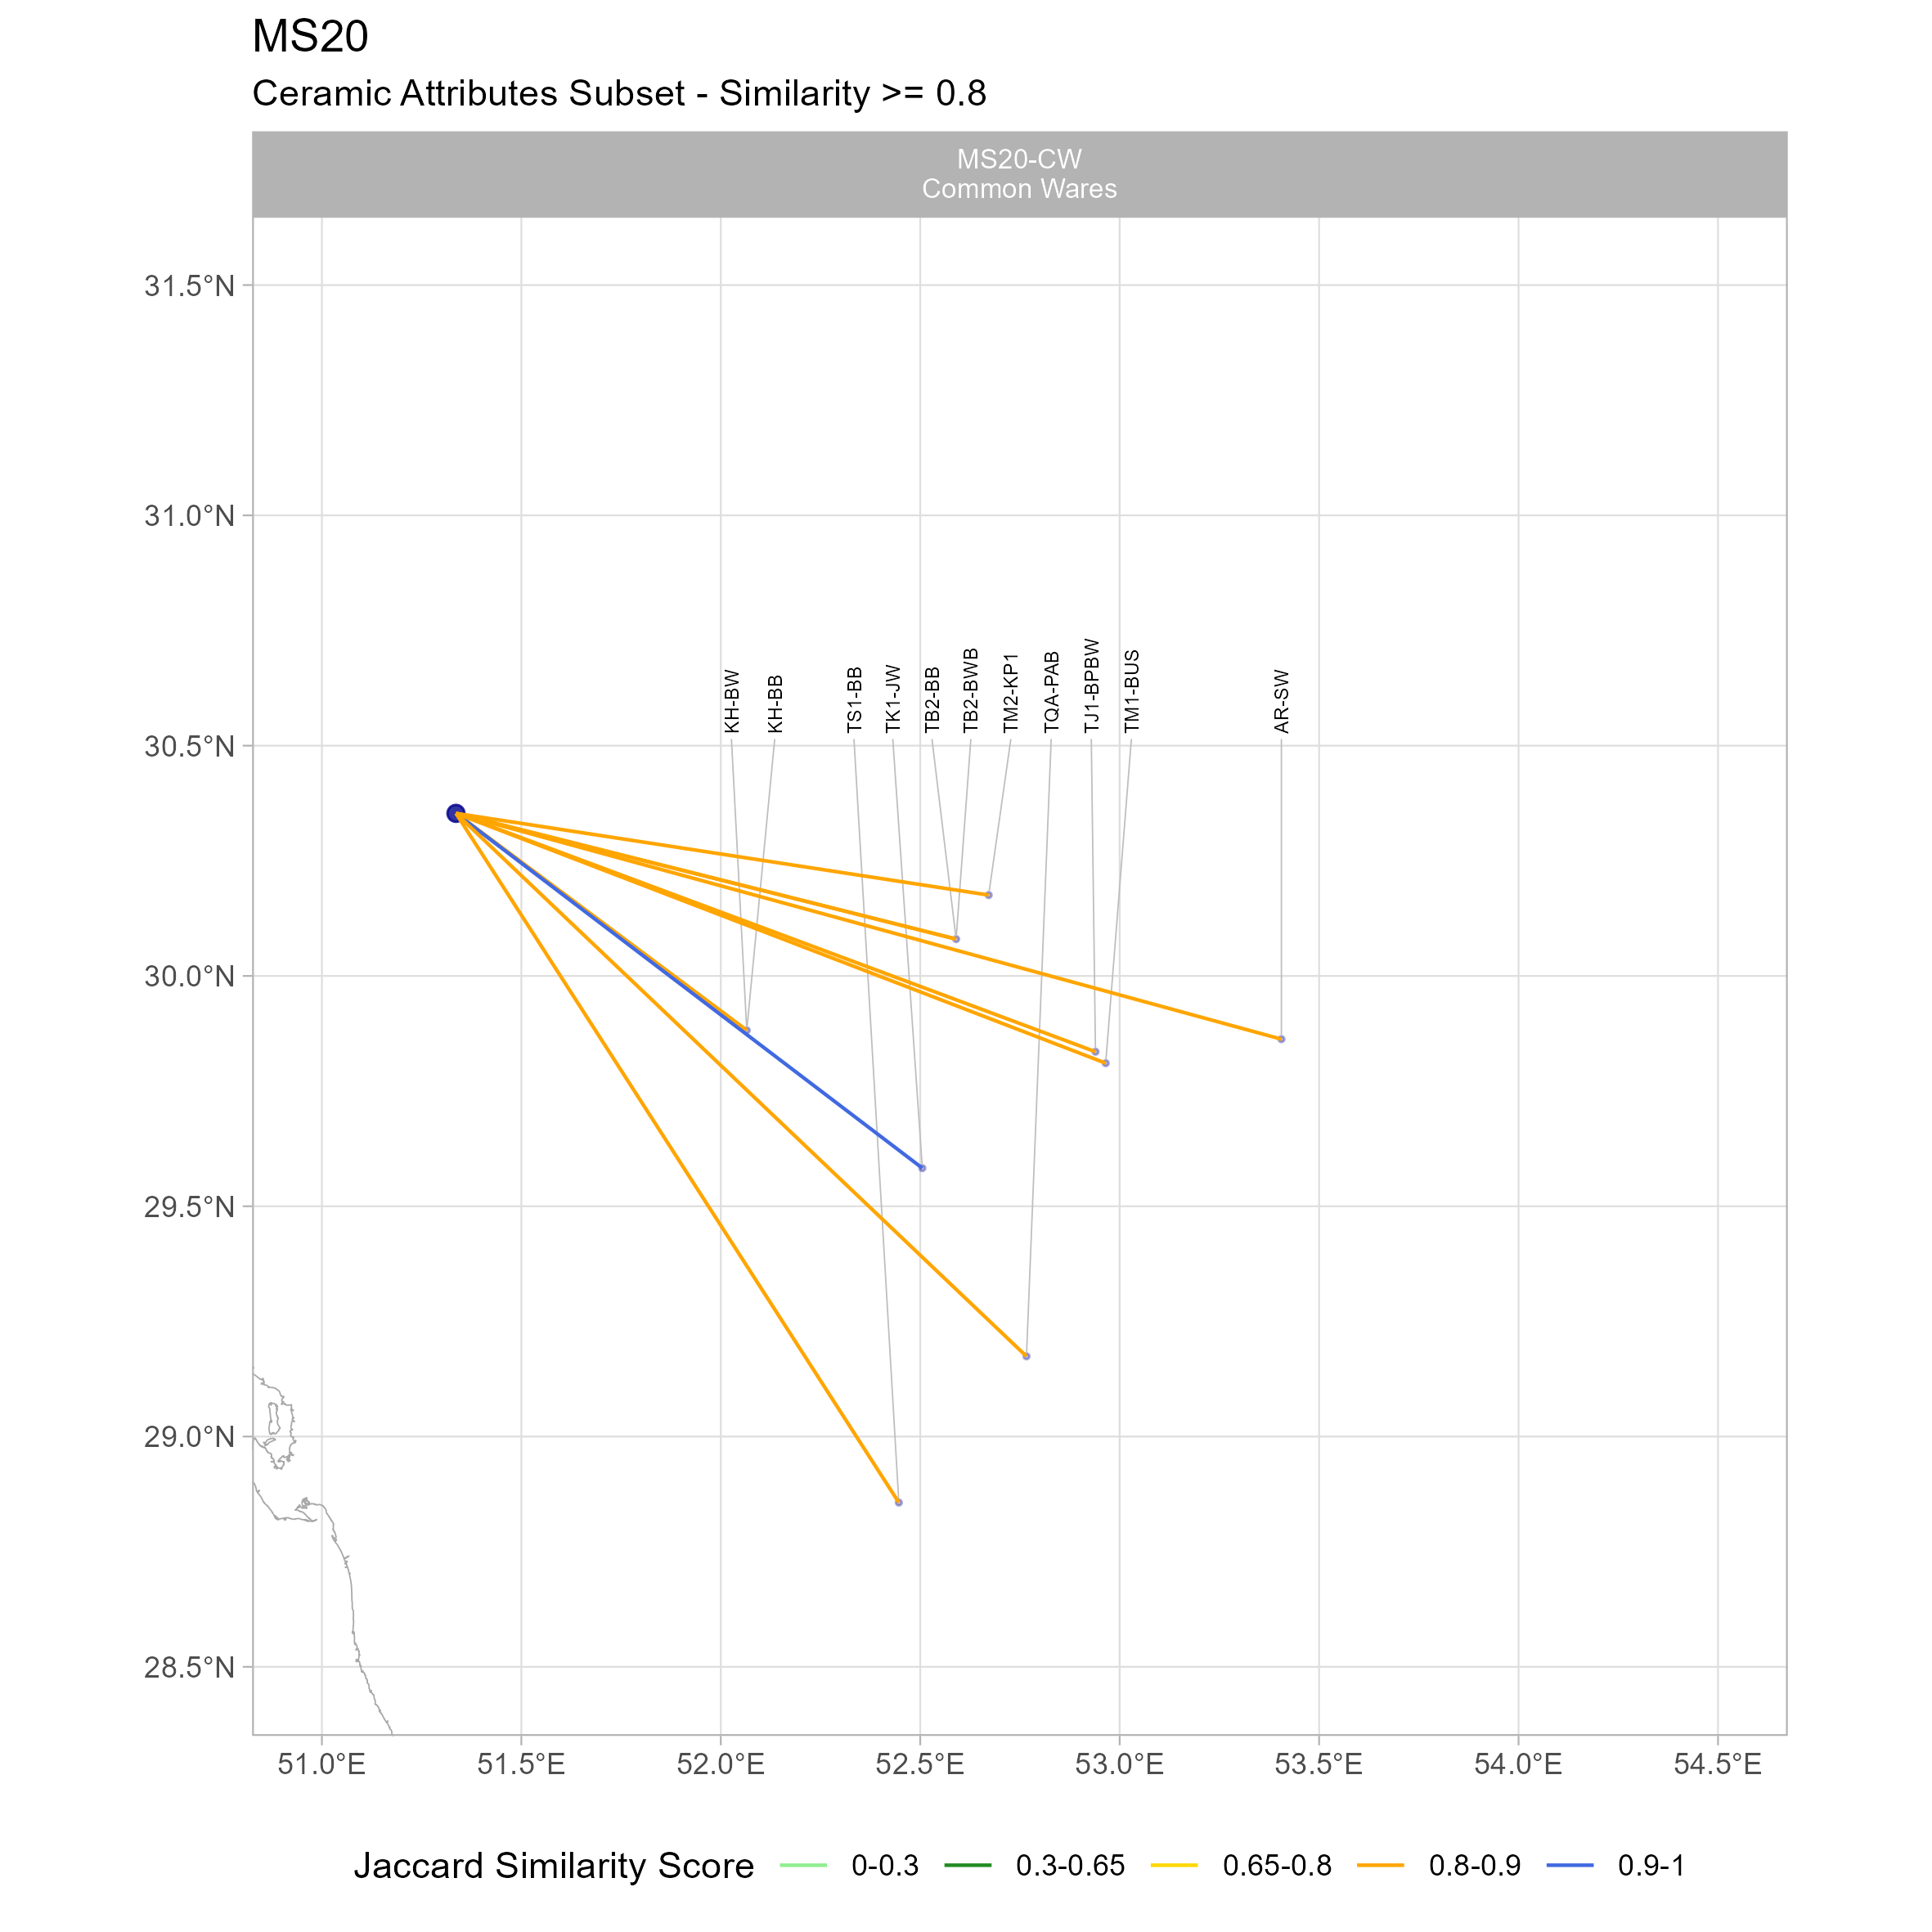 MS20
Ceramic Attributes Subset - Similarity >= 0.8
MS20-CW
Common Wares
31.5°N
31.0°N
30.5°N
30.0°N
29.5°N
29.0°N
28.5°N
KH-BW
KH-BB
TS1-BB
TK1-JW
TB2-BB
TB2-BWB
TM2-KP1
TQA-PAB
TJ1-BPBW
TM1-BUS
AR-SW
51.0°E 51.5°E 52.0°E 52.5°E 53.0°E 53.5°E 54.0°E 54.5°E
Jaccard Similarity Score 0-0.3 0.3-0.65 0.65-0.8 0.8-0.9 0.9-1